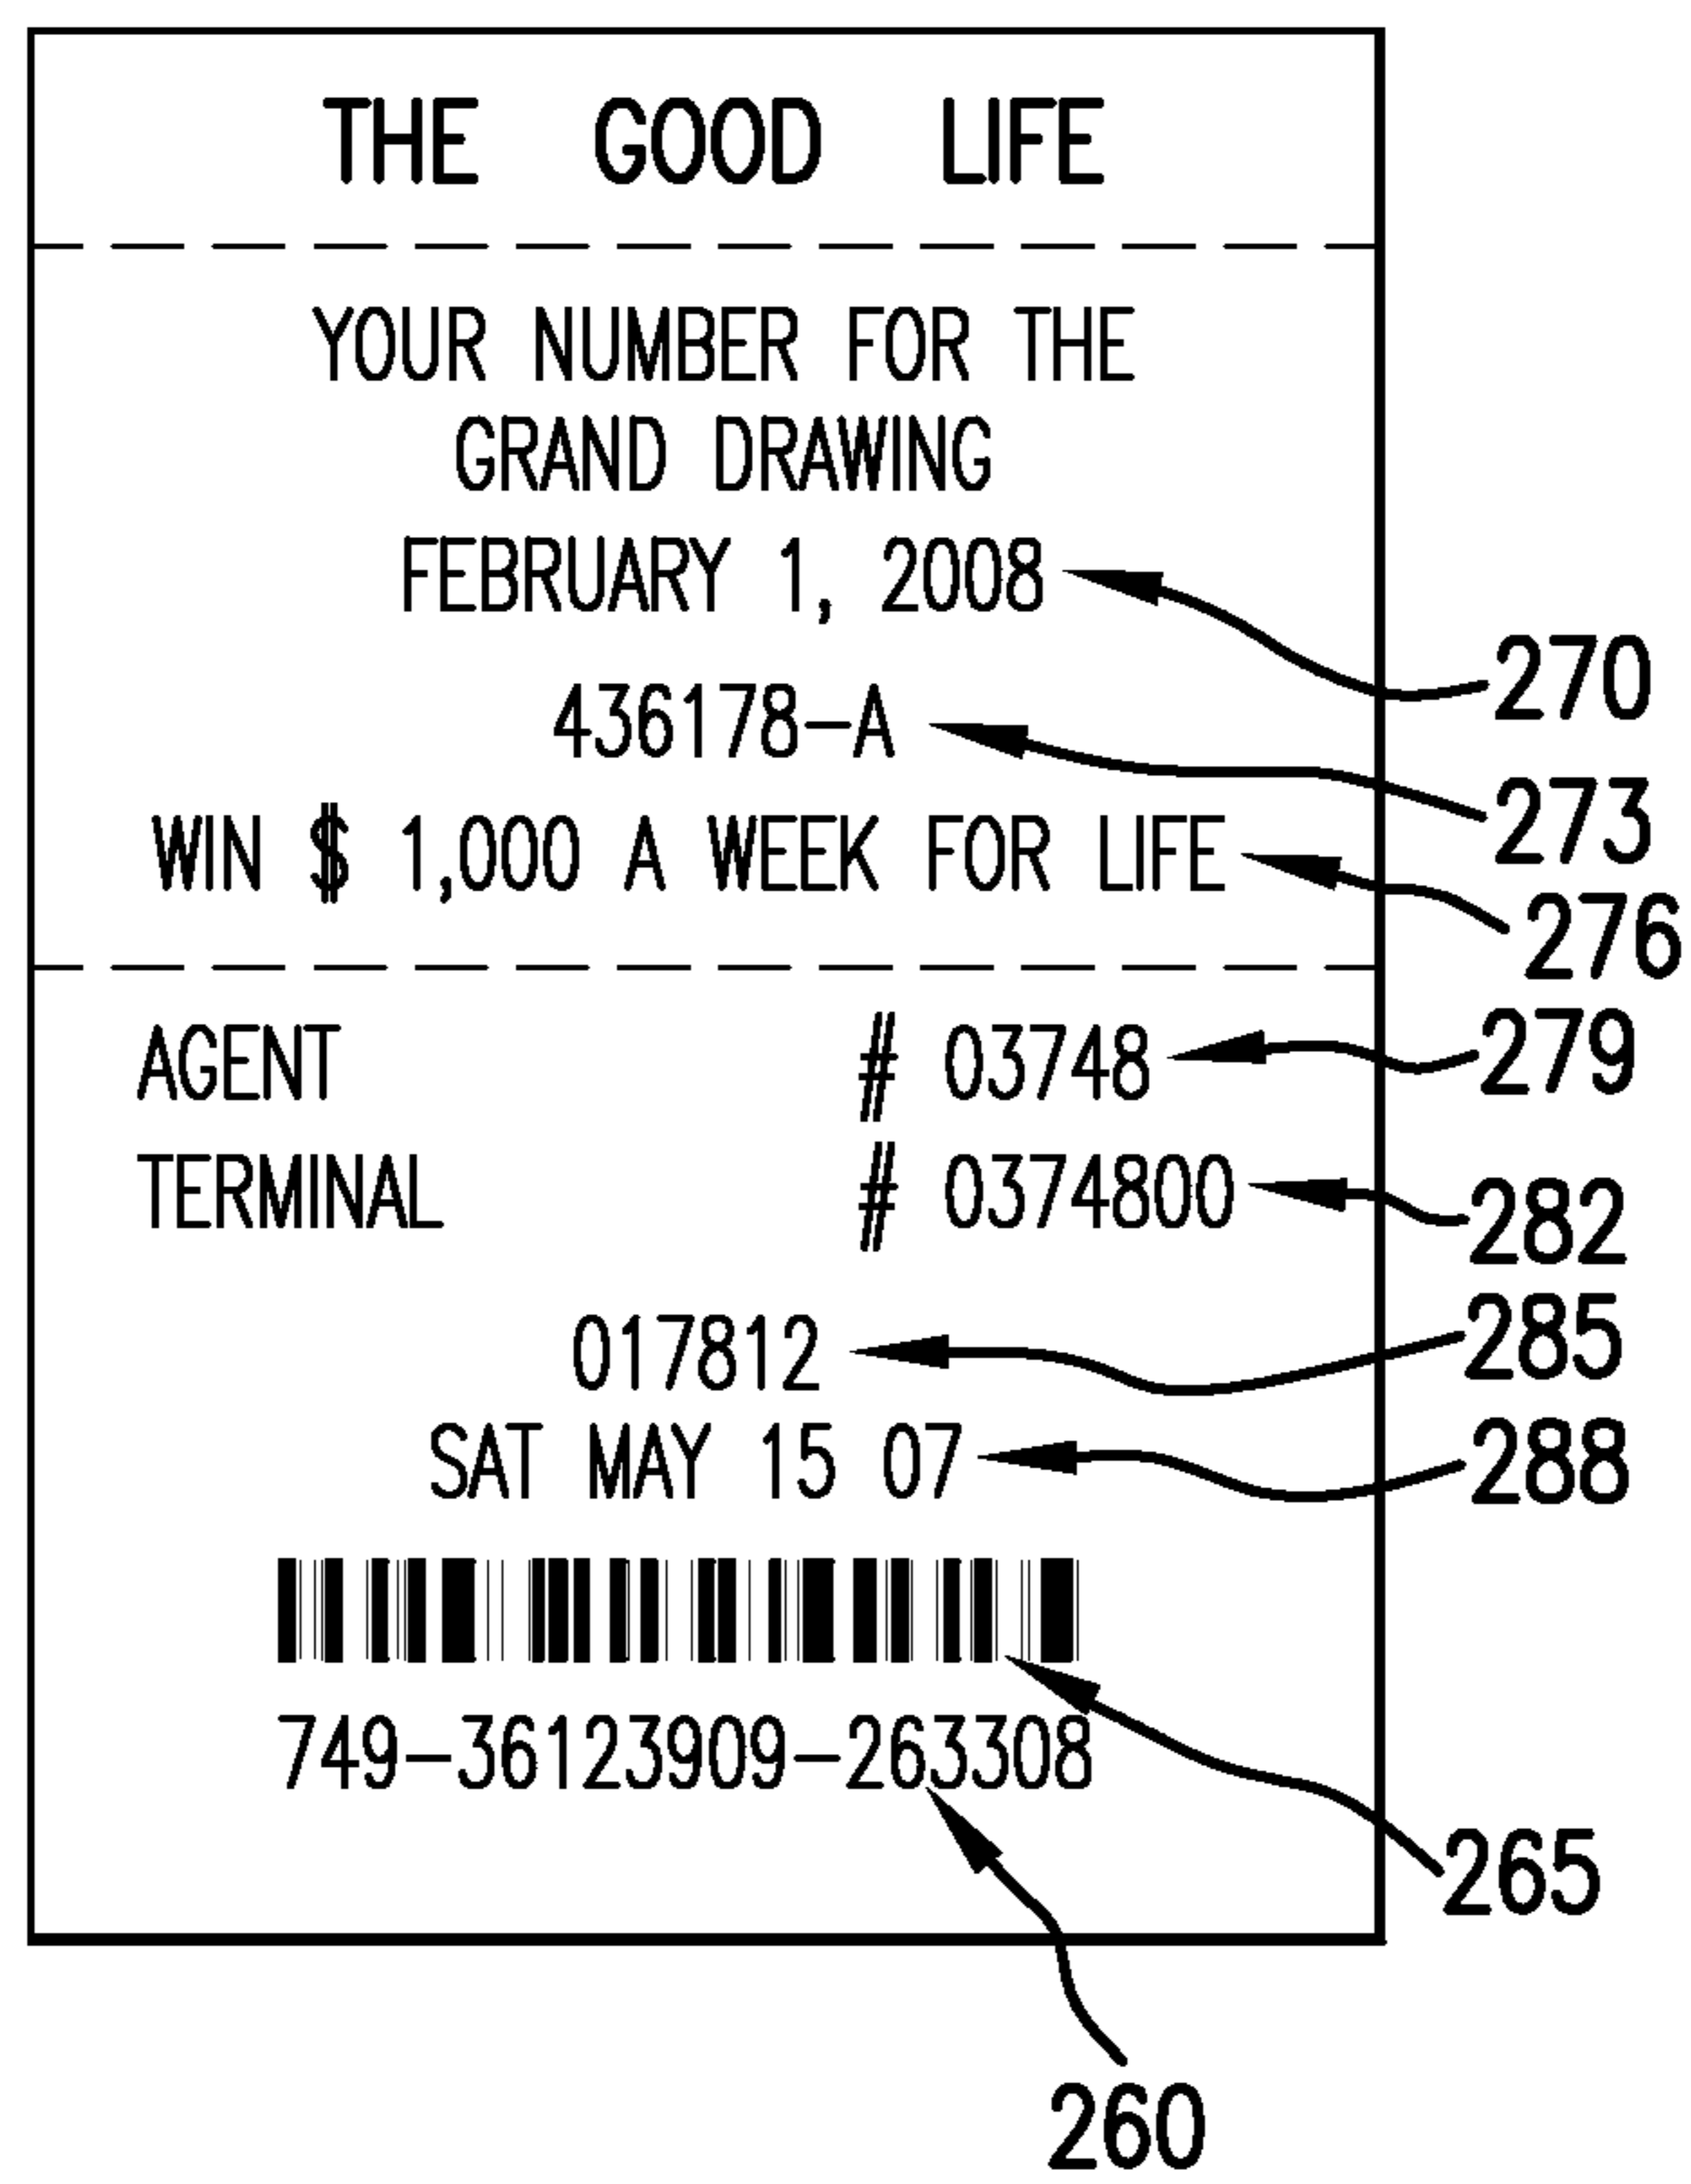 THE GOOD LIFE
YOUR NUMBER FOR THE
GRAND DRAWING
FEBRUARY 1, 2008
270
436178-A
273
WIN $ 1,000 A WEEK FOR LIFE
276
AGENT # 03748
279
TERMINAL # 0374800
282
017812
285
SAT MAY 15 07
288
749-36123909-263308
265
260